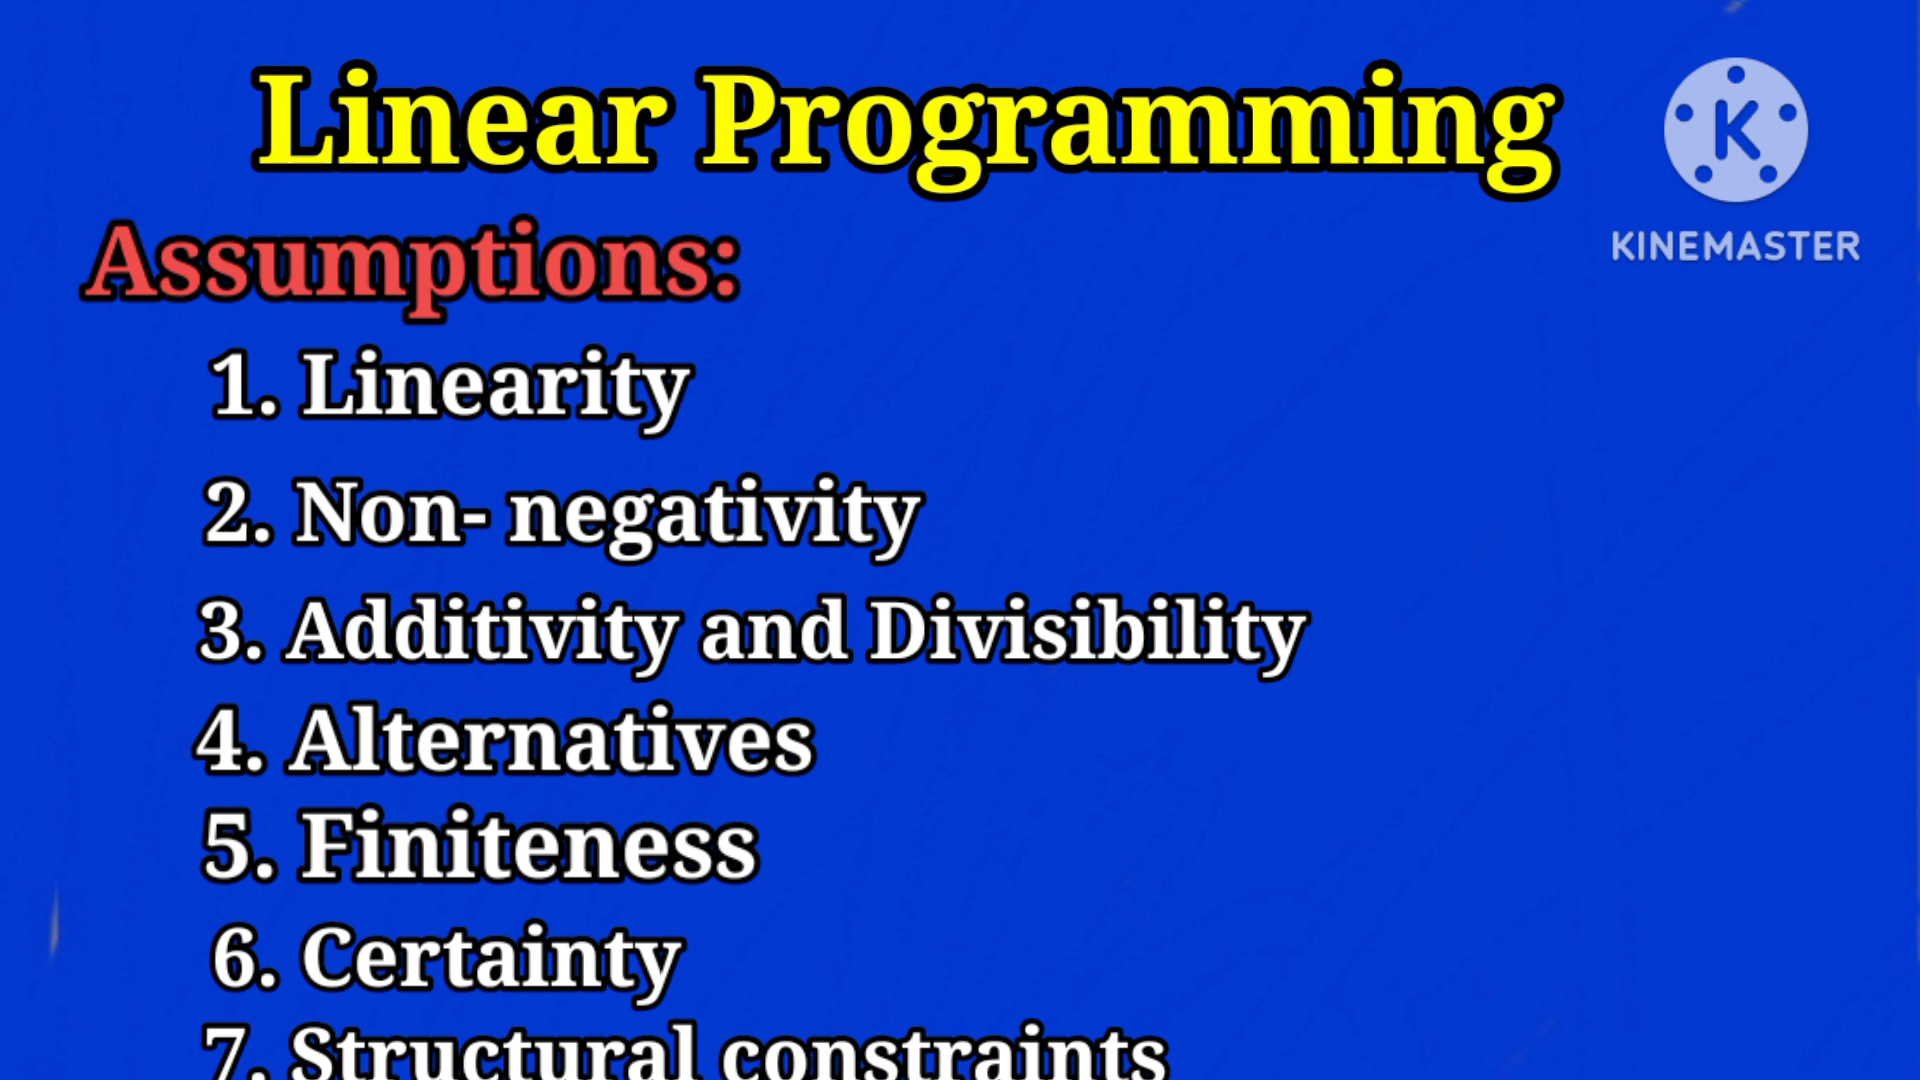 Linear Programming
K
KINEMASTER
Assumptions:
1. Linearity
2. Non- negativity
3. Additivity and Divisibility
4. Alternatives
5. Finiteness
6. Certainty
7. Structural constraints